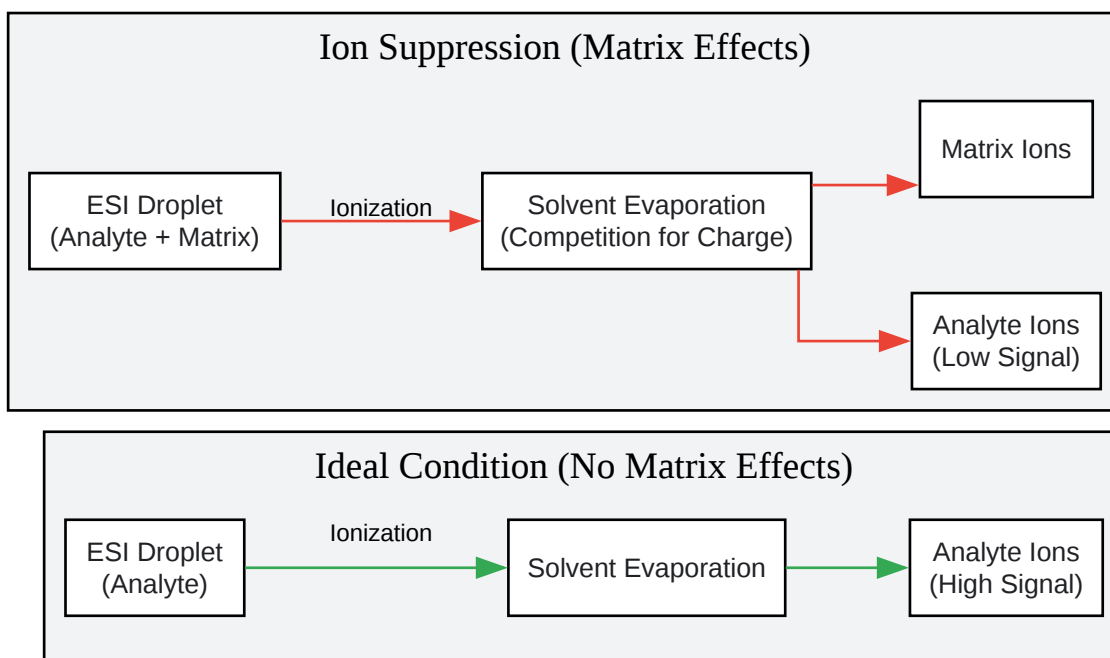 Ion Suppression (Matrix Effects)
ESI Droplet
(Analyte + Matrix)
Ionization
Solvent Evaporation
(Competition for Charge)
Matrix Ions
Analyte Ions
(Low Signal)
Ideal Condition (No Matrix Effects)
ESI Droplet
(Analyte)
Ionization
Solvent Evaporation
Analyte Ions
(High Signal)